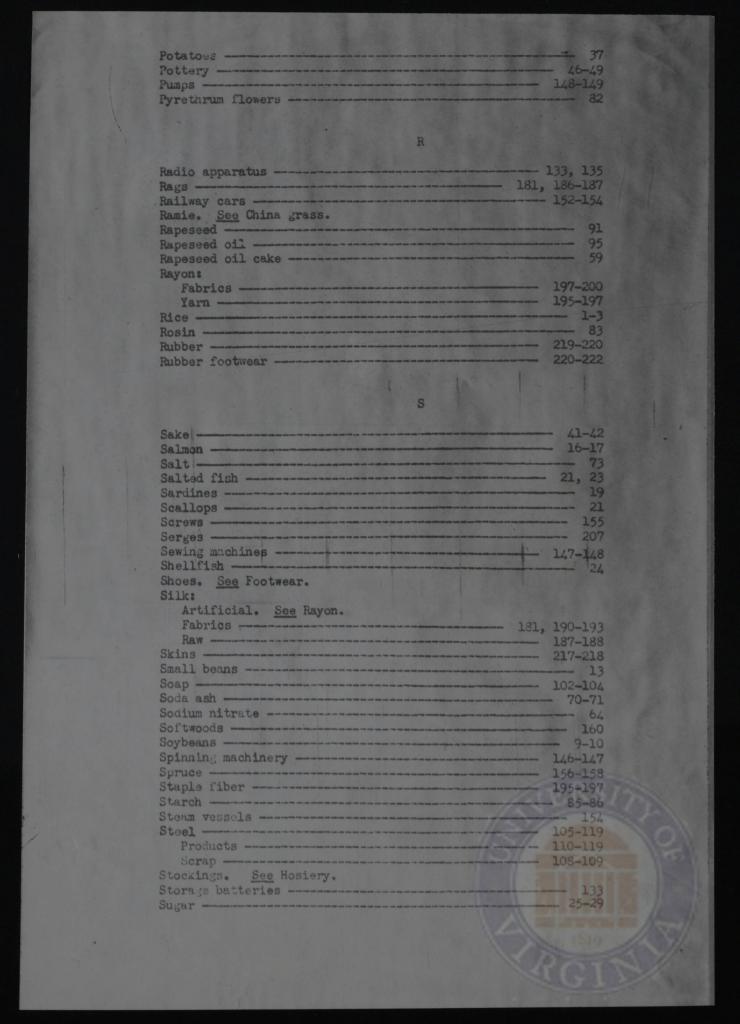 Potatoes 37
Pottery 46-49
Pumps 148-149
Pyrethrum flowers 82
R
Radio apparatus 133, 135
Rags 181, 186-187
Railway cars 152-154
Ramie. See China grass.
Rapeseed 91
Rapeseed oil 95
Rapeseed oil cake 59
Rayon:
Fabrics 197-200
Yarn 195-197
Rice 1-3
Rosin 83
Rubber 219-220
Rubber footwear 220-222
S
Sake 41-42
Salmon 16-17
Salt 73
Salted fish 21, 23
Sardines 19
Scallops 21
Screws 155
Serges 207
Sewing machines 147-148
Shellfish 24
Shoes. See Footwear.
Silk:
Artificial. See Rayon.
Fabrics 181, 190-193
Raw 187-188
Skins 217-218
Small beans 13
Soap 102-104
Soda ash 70-71
Sodium nitrate 64
Softwoods 160
Soybeans 9-10
Spinning machinery 146-147
Spruce 156-158
Staple fiber 195-197
Starch 85-86
Steam vessels 154
Steel 105-119
Products 110-119
Scrap 108-109
Stockings. See Hosiery.
Storage batteries 133
Sugar 25-29
UNIVERSITY OF VIRGINIA
1819